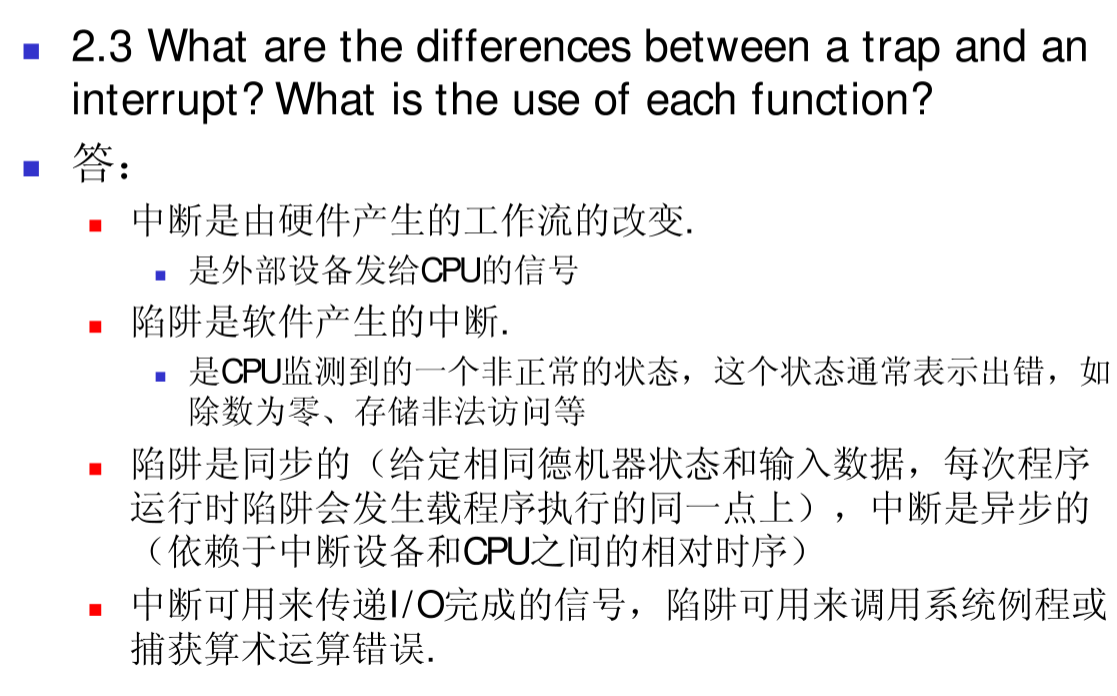 2.3 What are the differences between a trap and an
interrupt? What is the use of each function?
答：
中断是由硬件产生的工作流的改变.
是外部设备发给CPU的信号
陷阱是软件产生的中断.
是CPU监测到的一个非正常的状态，这个状态通常表示出错，如
除数为零、存储非法访问等
陷阱是同步的（给定相同德机器状态和输入数据，每次程序
运行时陷阱会发生载程序执行的同一点上），中断是异步的
（依赖于中断设备和CPU之间的相对时序）
中断可用来传递I/O完成的信号，陷阱可用来调用系统例程或
捕获算术运算错误.